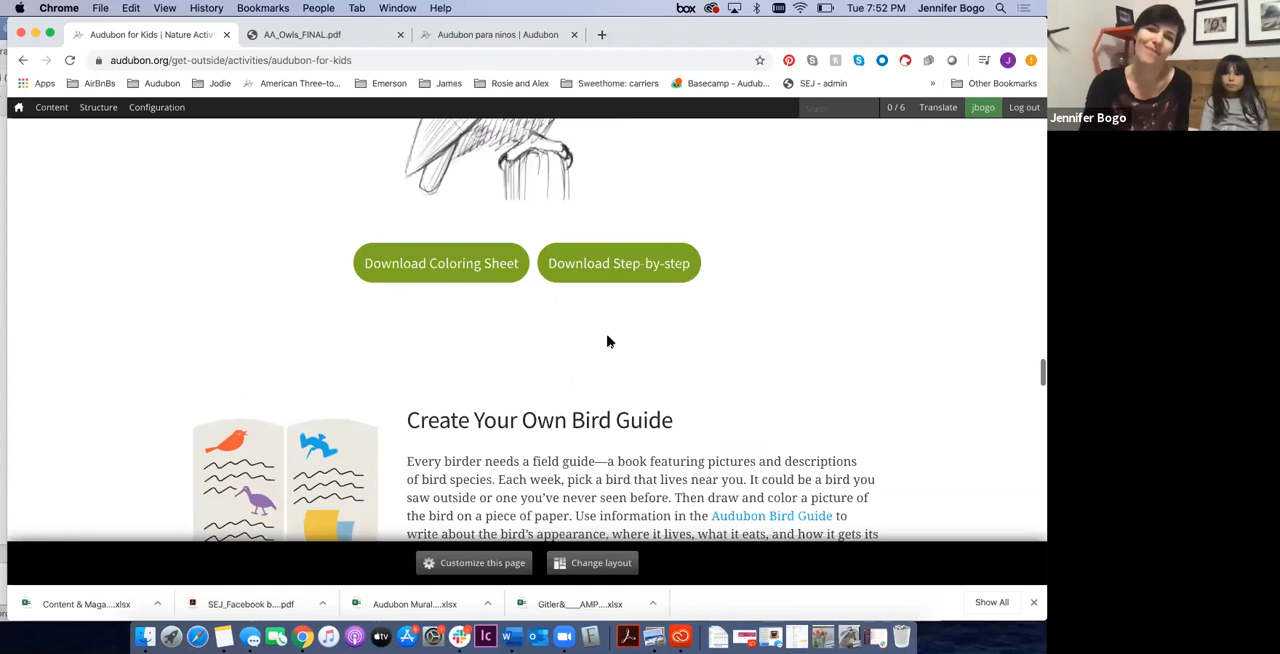 Chrome File Edit View History Bookmarks People Tab Window Help
box Tue 7:52 PM Jennifer Bogo
Audubon for Kids | Nature Activ
AA_Owls_FINAL.pdf
Audubon para ninos | Audubon
audubon.org/get-outside/activities/audubon-for-kids
J
Apps AirBnBs Audubon Jodie American Three-to... Emerson James Rosie and Alex Sweethome: carriers Basecamp – Audub... SEJ - admin » Other Bookmarks
Content Structure Configuration
Search 0 / 6 Translate jbogo Log out
Jennifer Bogo
Download Coloring Sheet
Download Step-by-step
Create Your Own Bird Guide
Every birder needs a field guide—a book featuring pictures and descriptions
of bird species. Each week, pick a bird that lives near you. It could be a bird you
saw outside or one you've never seen before. Then draw and color a picture of
the bird on a piece of paper. Use information in the Audubon Bird Guide to
write about the bird's appearance, where it lives, what it eats, and how it gets its
Customize this page
Change layout
Content & Maga....xlsx
SEJ_Facebook b....pdf
Audubon Mural....xlsx
Gitler&___AMP....xlsx
Show All
tv
Ic
W
F